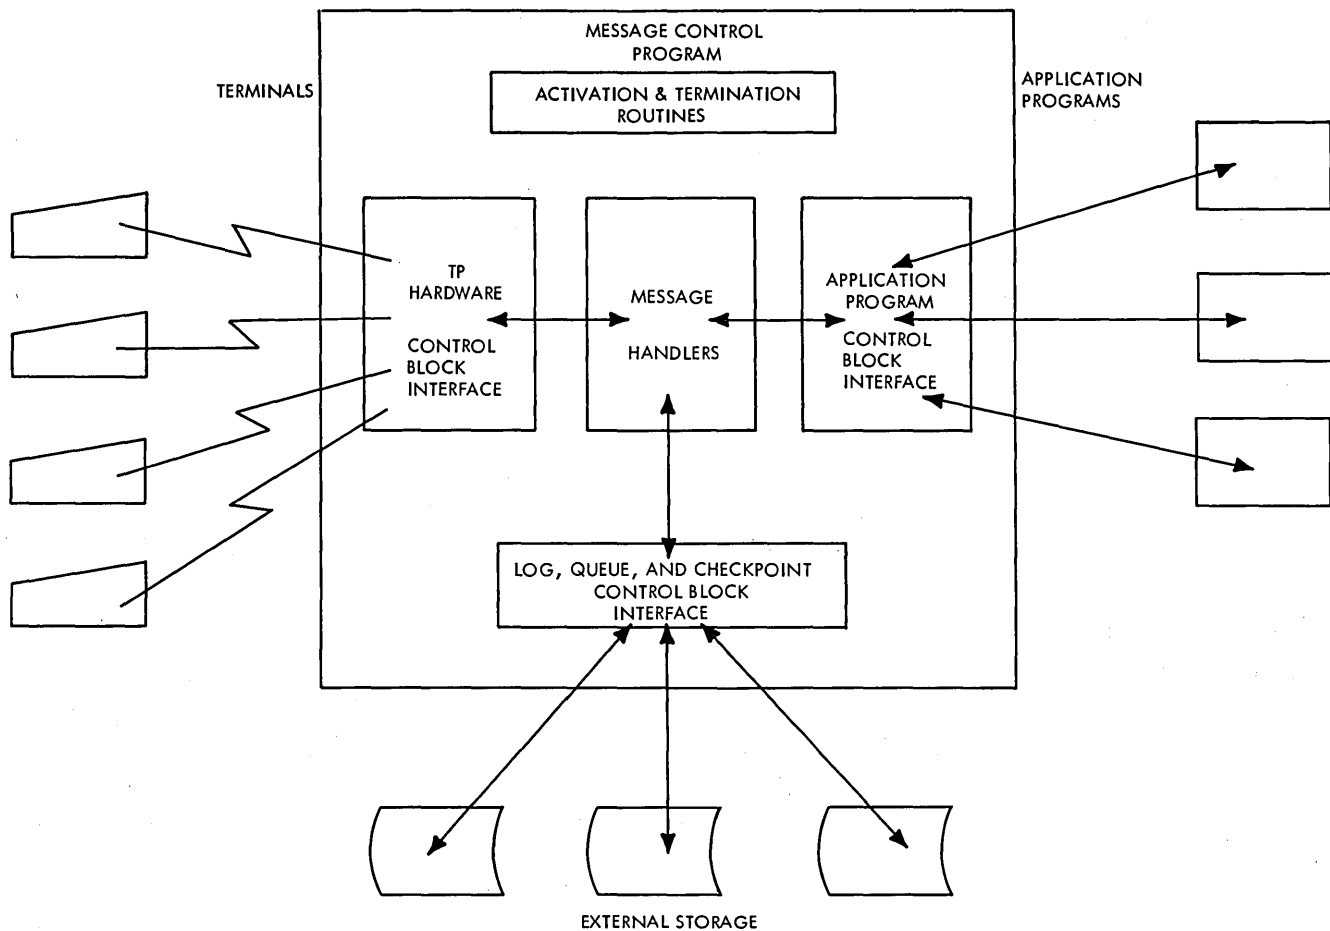 MESSAGE CONTROL
PROGRAM
TERMINALS
ACTIVATION & TERMINATION
ROUTINES
APPLICATION
PROGRAMS
TP
HARDWARE
CONTROL
BLOCK
INTERFACE
MESSAGE
HANDLERS
APPLICATION
PROGRAM
CONTROL
BLOCK
INTERFACE
LOG, QUEUE, AND CHECKPOINT
CONTROL BLOCK
INTERFACE
EXTERNAL STORAGE